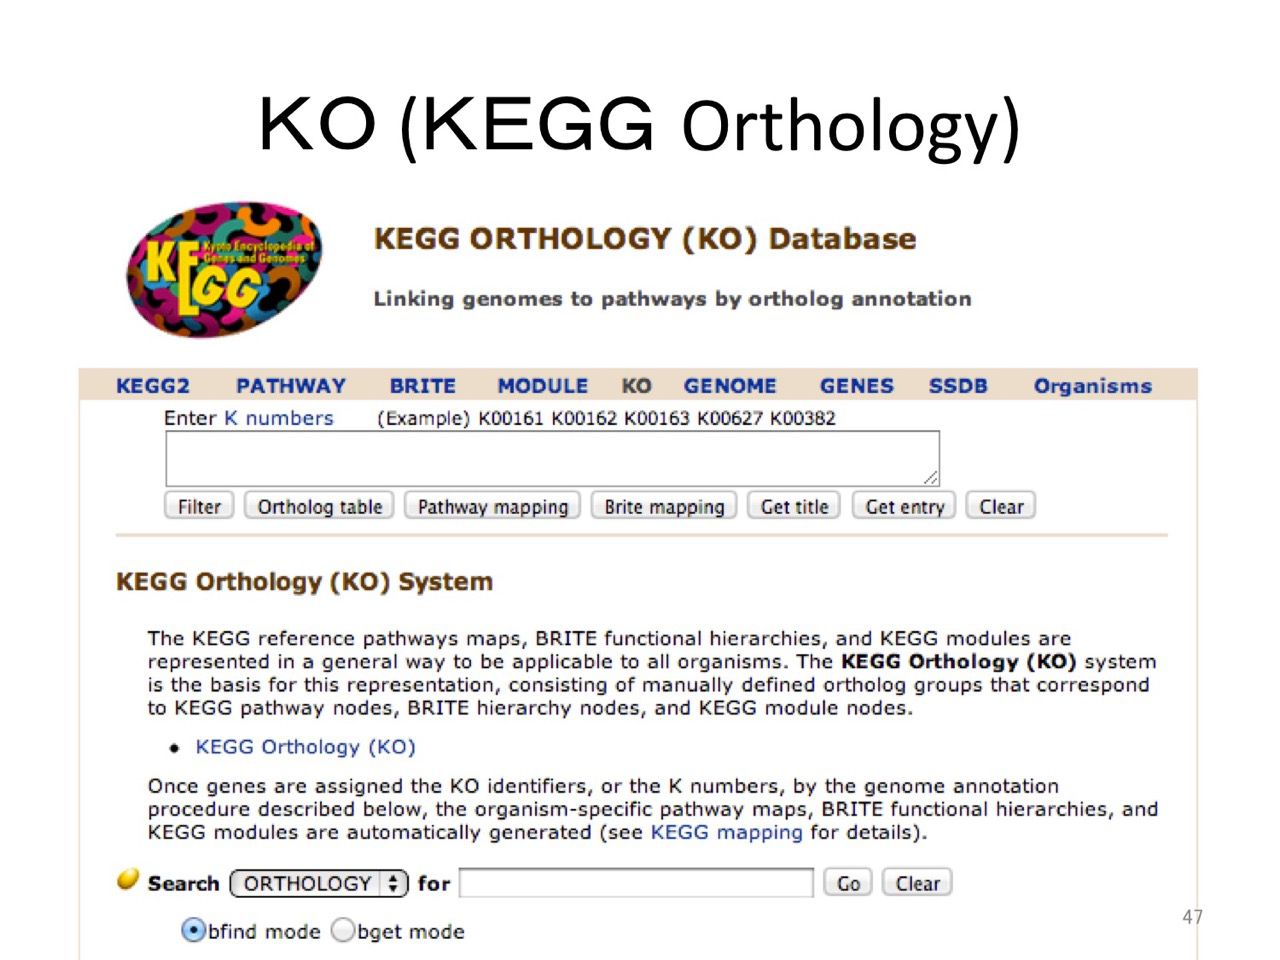 KO (KEGG Orthology)
KEGG
Kyoto Encyclopedia of
Genes and Genomes
KEGG ORTHOLOGY (KO) Database
Linking genomes to pathways by ortholog annotation
KEGG2 PATHWAY BRITE MODULE KO GENOME GENES SSDB Organisms
Enter K numbers (Example) K00161 K00162 K00163 K00627 K00382
Filter Ortholog table Pathway mapping Brite mapping Get title Get entry Clear
KEGG Orthology (KO) System
The KEGG reference pathways maps, BRITE functional hierarchies, and KEGG modules are
represented in a general way to be applicable to all organisms. The KEGG Orthology (KO) system
is the basis for this representation, consisting of manually defined ortholog groups that correspond
to KEGG pathway nodes, BRITE hierarchy nodes, and KEGG module nodes.
• KEGG Orthology (KO)
Once genes are assigned the KO identifiers, or the K numbers, by the genome annotation
procedure described below, the organism-specific pathway maps, BRITE functional hierarchies, and
KEGG modules are automatically generated (see KEGG mapping for details).
Search ORTHOLOGY for Go Clear
47
bfind mode bget mode